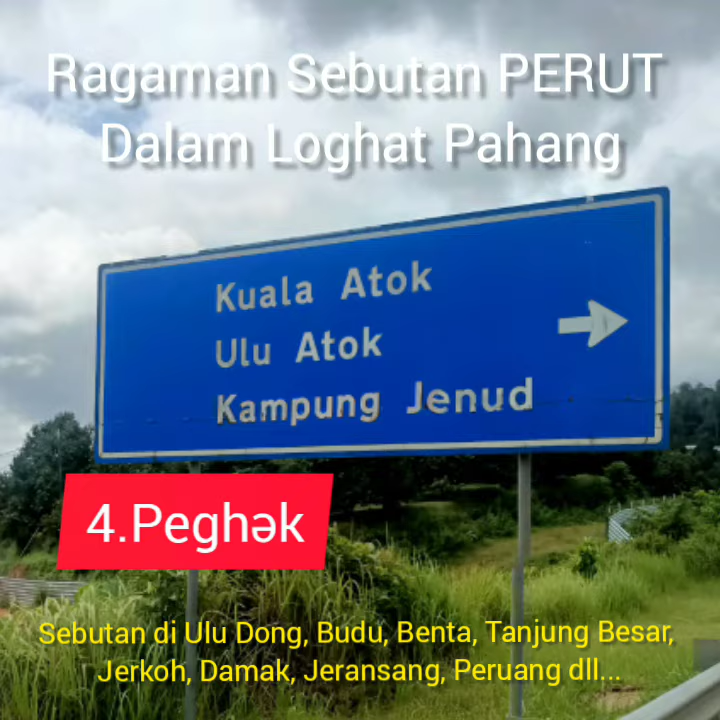 Ragaman Sebutan PERUT
Dalam Loghat Pahang
Kuala Atok
Ulu Atok
Kampung Jenud
4.Peghək
Sebutan di Ulu Dong, Budu, Benta, Tanjung Besar,
Jerkoh, Damak, Jeransang, Peruang dll...